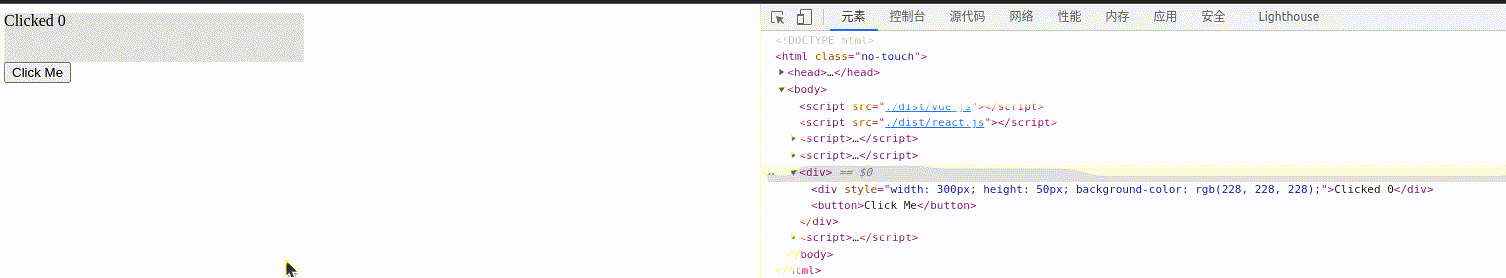 Clicked 0
Click Me
元素 控制台 源代码 网络 性能 内存 应用 安全 Lighthouse
<!DOCTYPE html>
<html class="no-touch">
<head>…</head>
<body>
<script src="./dist/vue.js"></script>
<script src="./dist/react.js"></script>
<script>…</script>
<script>…</script>
<div> == $0
<div style="width: 300px; height: 50px; background-color: rgb(228, 228, 228);">Clicked 0</div>
<button>Click Me</button>
</div>
<script>…</script>
</body>
</html>